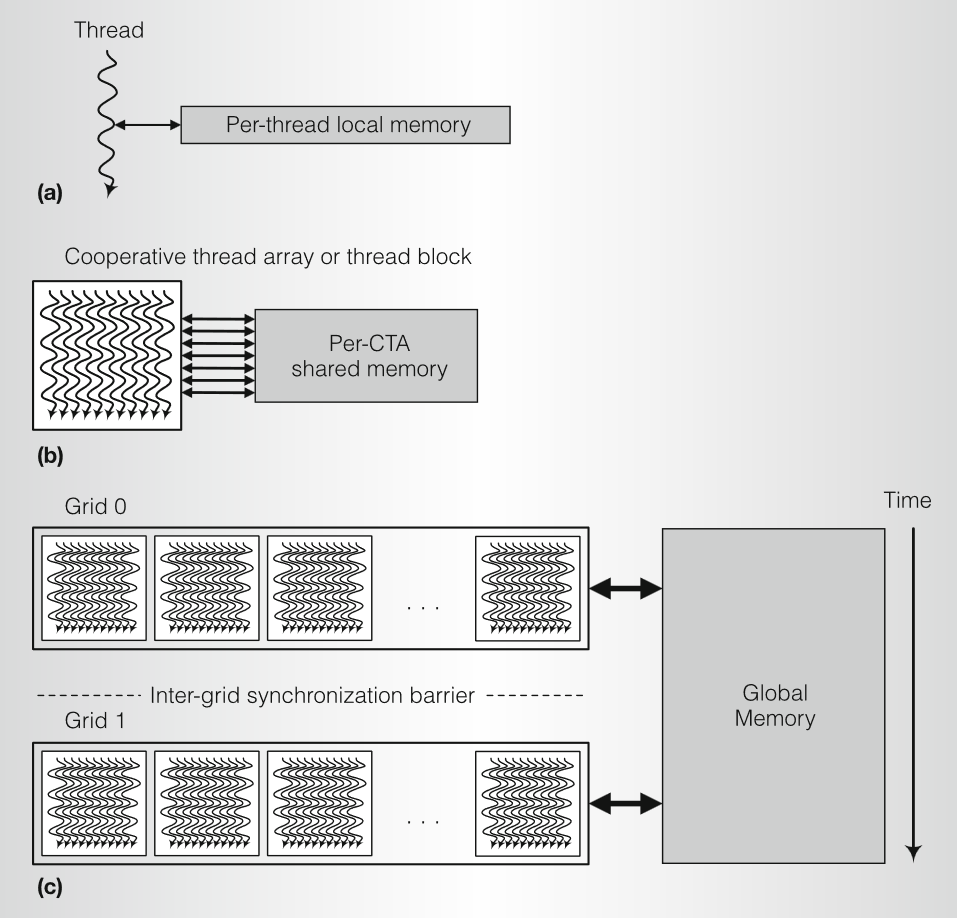 Thread
Per-thread local memory
(a)
Cooperative thread array or thread block
Per-CTA
shared memory
(b)
Grid 0
Time
. . .
Inter-grid synchronization barrier
Global
Memory
Grid 1
. . .
(c)